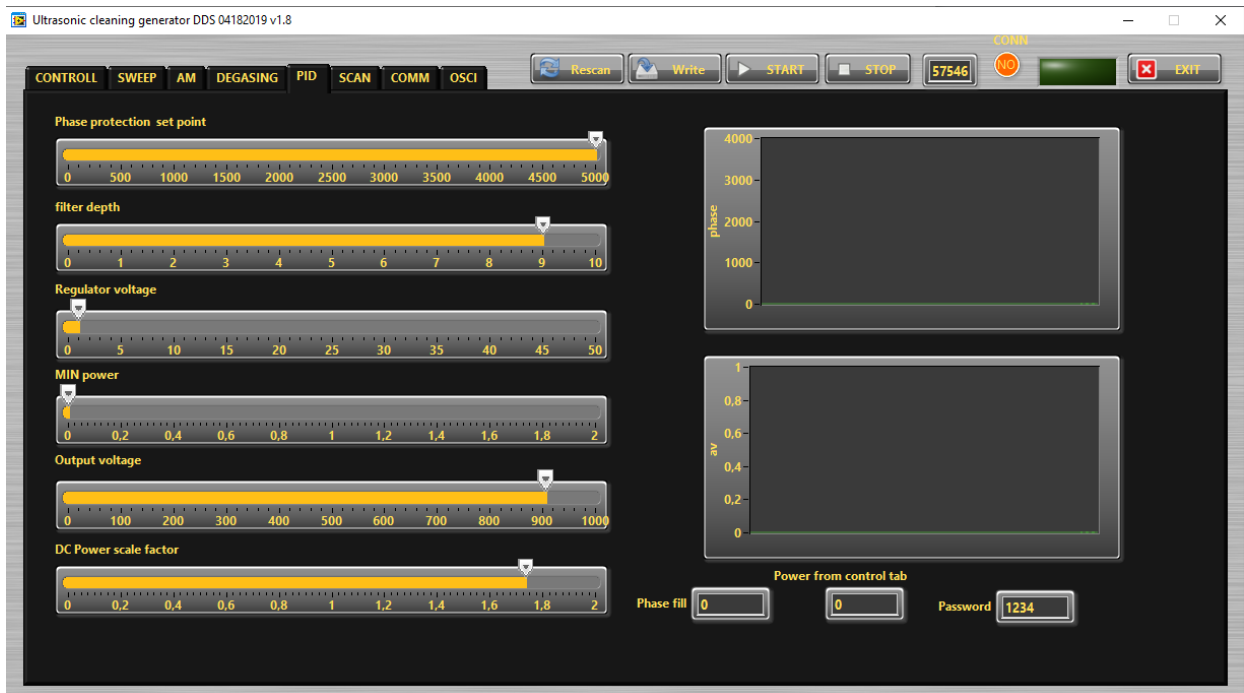 Ultrasonic cleaning generator DDS 04182019 v1.8
CONN
CONTROLL SWEEP AM DEGASING PID SCAN COMM OSCI
Rescan Write START STOP 57546 NO EXIT
Phase protection set point
0 500 1000 1500 2000 2500 3000 3500 4000 4500 5000
filter depth
0 1 2 3 4 5 6 7 8 9 10
Regulator voltage
0 5 10 15 20 25 30 35 40 45 50
MIN power
0 0,2 0,4 0,6 0,8 1 1,2 1,4 1,6 1,8 2
Output voltage
0 100 200 300 400 500 600 700 800 900 1000
DC Power scale factor
0 0,2 0,4 0,6 0,8 1 1,2 1,4 1,6 1,8 2
4000
3000
2000
1000
0
phase
1
0,8
0,6
0,4
0,2
0
av
Power from control tab
Phase fill 0 0 Password 1234